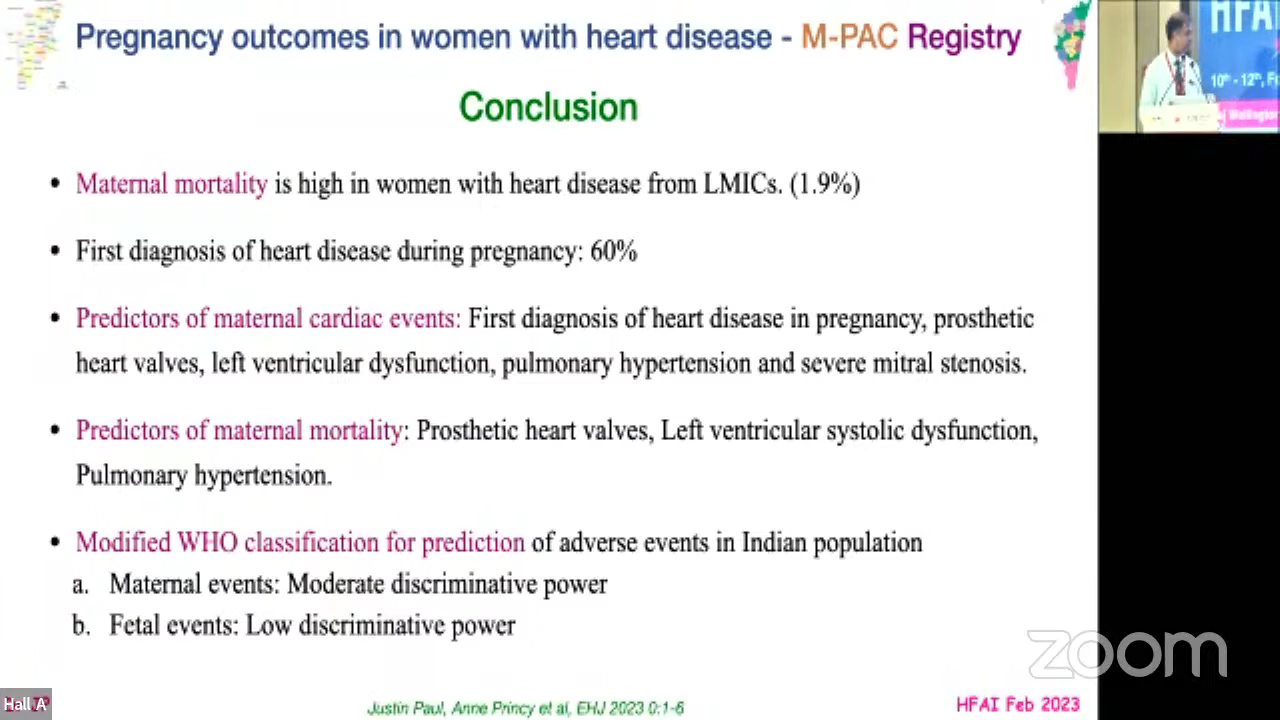 Pregnancy outcomes in women with heart disease - M-PAC Registry
Conclusion
• Maternal mortality is high in women with heart disease from LMICs. (1.9%)
• First diagnosis of heart disease during pregnancy: 60%
• Predictors of maternal cardiac events: First diagnosis of heart disease in pregnancy, prosthetic
heart valves, left ventricular dysfunction, pulmonary hypertension and severe mitral stenosis.
• Predictors of maternal mortality: Prosthetic heart valves, Left ventricular systolic dysfunction,
Pulmonary hypertension.
• Modified WHO classification for prediction of adverse events in Indian population
a. Maternal events: Moderate discriminative power
b. Fetal events: Low discriminative power
Justin Paul, Anne Princy et al, EHJ 2023 0:1-6
HFAI Feb 2023
Hall A
HFAI
10th - 12th, F
Wellington
zoom